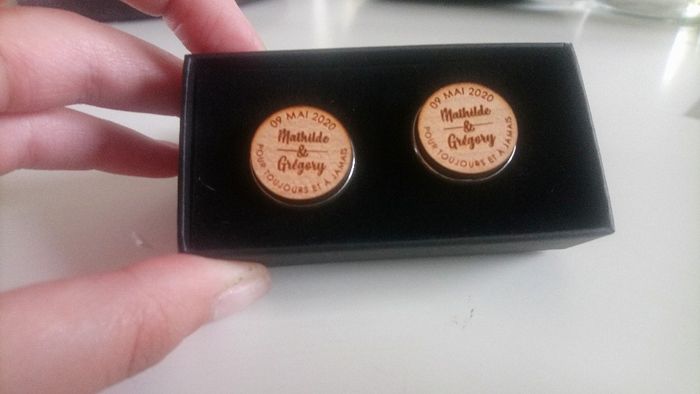 09 MAI 2020
Mathilde
&
Grégory
POUR TOUJOURS ET À JAMAIS
09 MAI 2020
Mathilde
&
Grégory
POUR TOUJOURS ET À JAMAIS